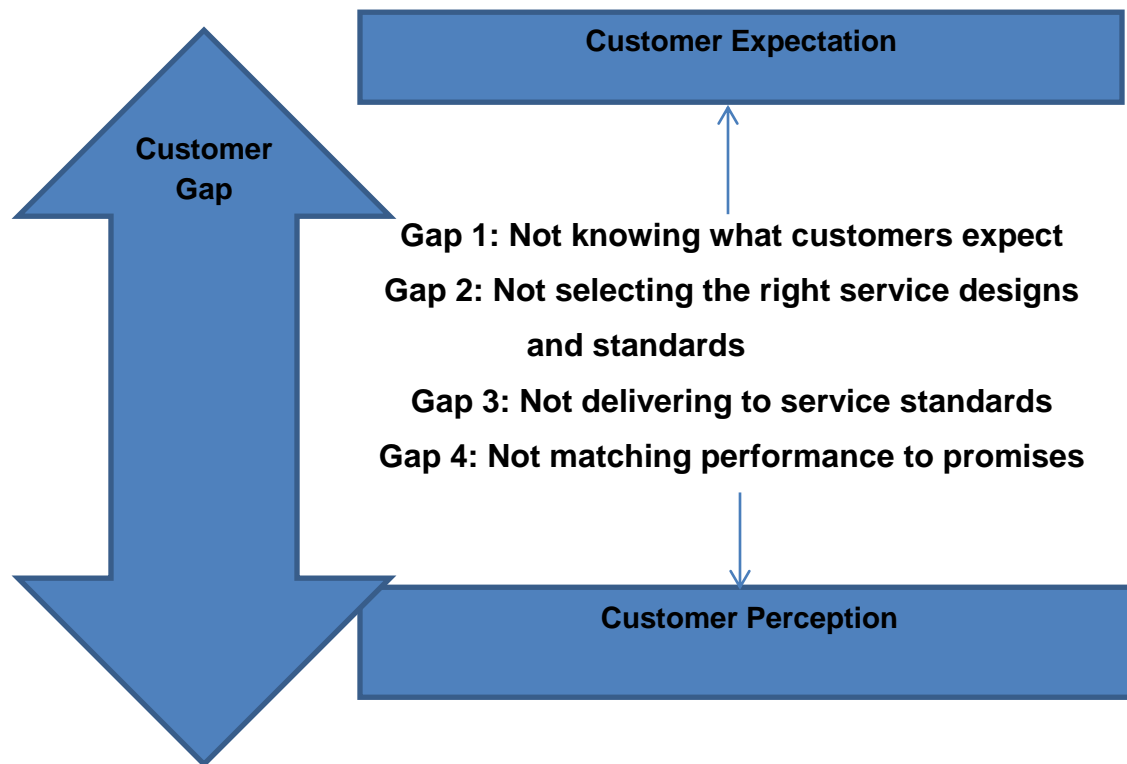 Customer Expectation
Customer
Gap
Gap 1: Not knowing what customers expect
Gap 2: Not selecting the right service designs
and standards
Gap 3: Not delivering to service standards
Gap 4: Not matching performance to promises
Customer Perception